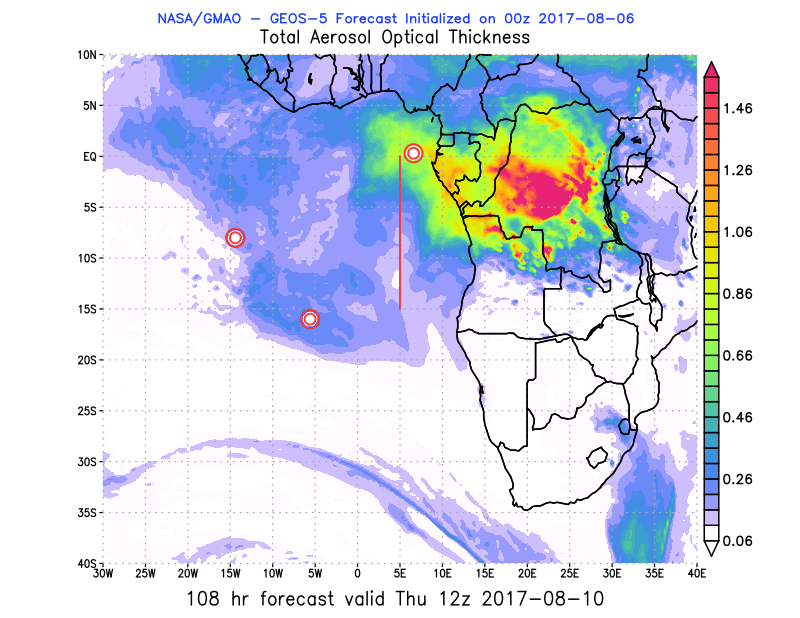 NASA/GMAO - GEOS-5 Forecast Initialized on 00z 2017-08-06
Total Aerosol Optical Thickness
10N
5N
EQ
5S
10S
15S
20S
25S
30S
35S
40S
30W 25W 20W 15W 10W 5W 0 5E 10E 15E 20E 25E 30E 35E 40E
1.46
1.26
1.06
0.86
0.66
0.46
0.26
0.06
108 hr forecast valid Thu 12z 2017-08-10